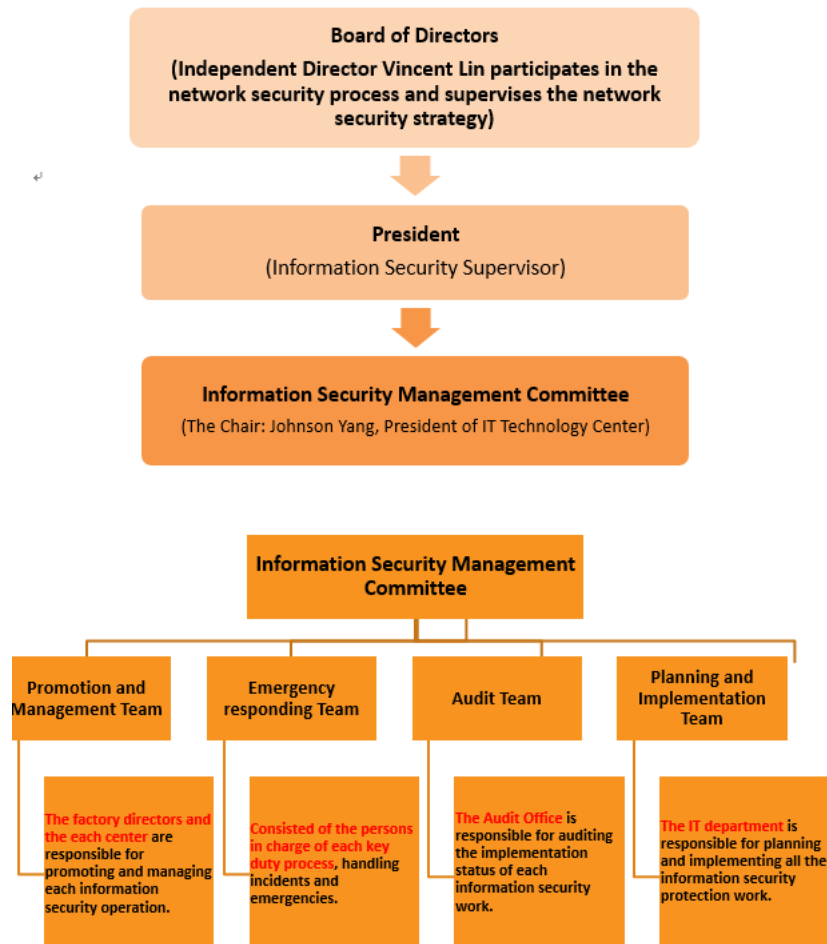 Board of Directors
(Independent Director Vincent Lin participates in the
network security process and supervises the network
security strategy)
President
(Information Security Supervisor)
Information Security Management Committee
(The Chair: Johnson Yang, President of IT Technology Center)
Information Security Management
Committee
Promotion and
Management Team
Emergency
responding Team
Audit Team
Planning and
Implementation
Team
The factory directors and
the each center are
responsible for
promoting and managing
each information
security operation.
Consisted of the persons
in charge of each key
duty process, handling
incidents and
emergencies.
The Audit Office is
responsible for auditing
the implementation
status of each
information security
work.
The IT department is
responsible for planning
and implementing all the
information security
protection work.